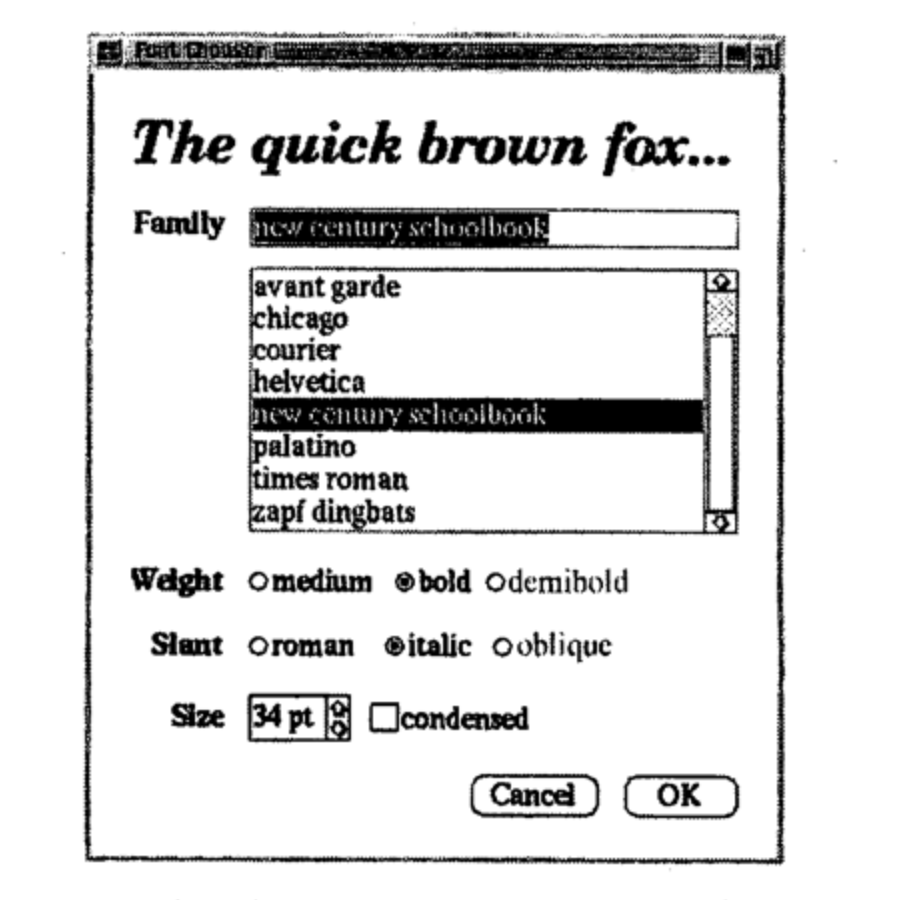 Font Chooser
The quick brown fox...
Family new century schoolbook
avant garde
chicago
courier
helvetica
new century schoolbook
palatino
times roman
zapf dingbats
Weight medium bold demibold
Slant roman italic oblique
Size 34 pt condensed
Cancel OK